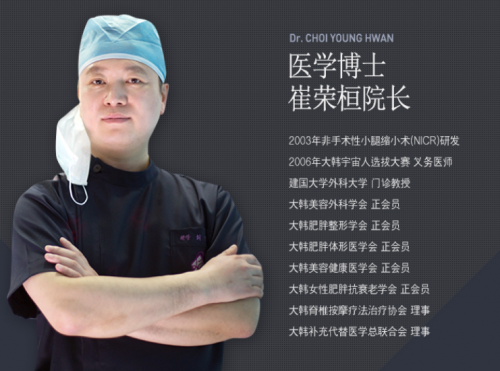 Dr. CHOI YOUNG HWAN
医学博士
崔荣桓院长
2003年非手术性小腿缩小术(NICR)研发
2006年大韩宇宙人选拔大赛 义务医师
建国大学外科大学 门诊教授
大韩美容外科学会 正会员
大韩肥胖整形学会 正会员
大韩肥胖体形医学会 正会员
大韩美容健康医学会 正会员
大韩女性肥胖抗衰老学会 正会员
大韩脊椎按摩疗法治疗协会 理事
大韩补充代替医学总联合会 理事